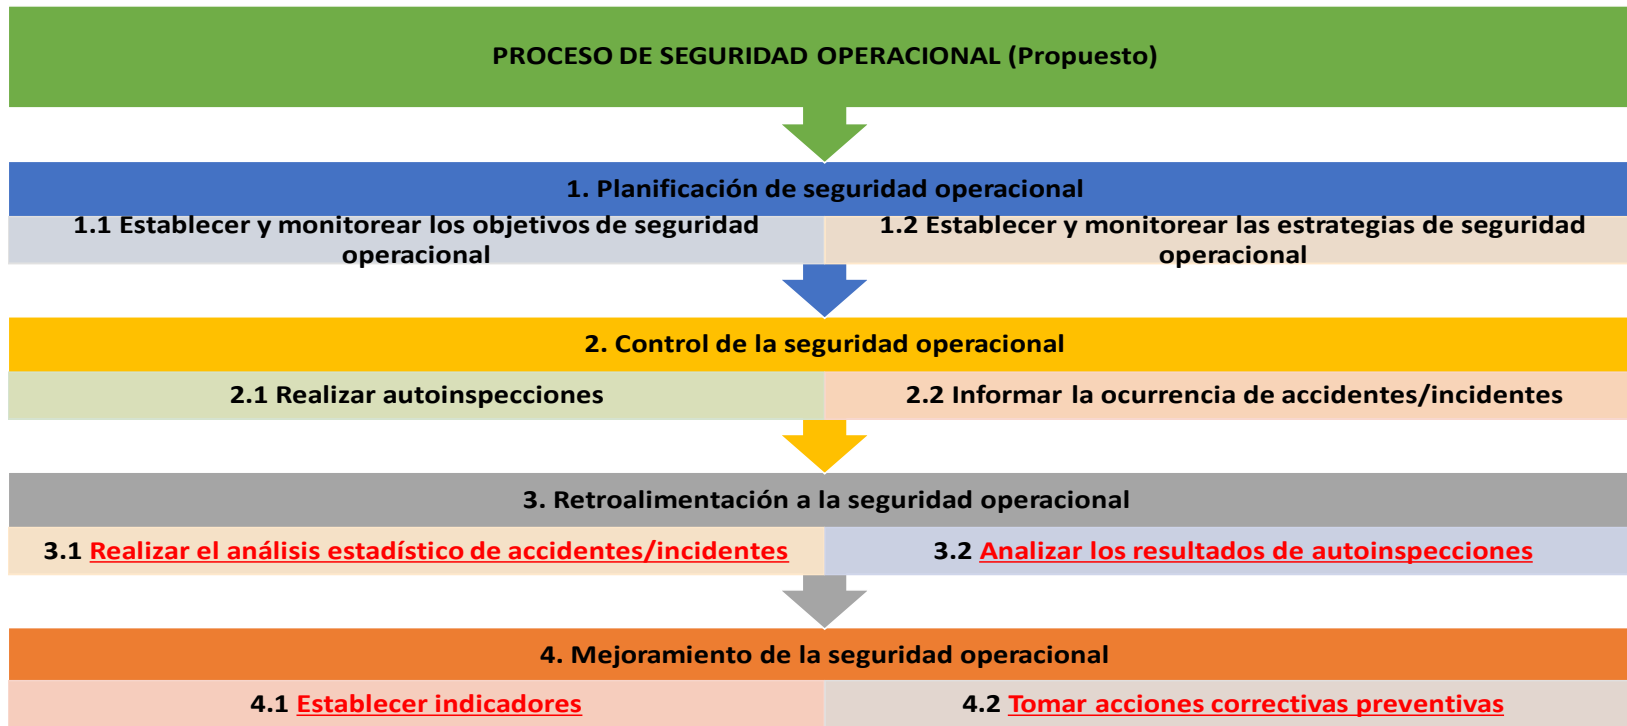 PROCESO DE SEGURIDAD OPERACIONAL (Propuesto)
1. Planificación de seguridad operacional
1.1 Establecer y monitorear los objetivos de seguridad
operacional
1.2 Establecer y monitorear las estrategias de seguridad
operacional
2. Control de la seguridad operacional
2.1 Realizar autoinspecciones
2.2 Informar la ocurrencia de accidentes/incidentes
3. Retroalimentación a la seguridad operacional
3.1 Realizar el análisis estadístico de accidentes/incidentes
3.2 Analizar los resultados de autoinspecciones
4. Mejoramiento de la seguridad operacional
4.1 Establecer indicadores
4.2 Tomar acciones correctivas preventivas